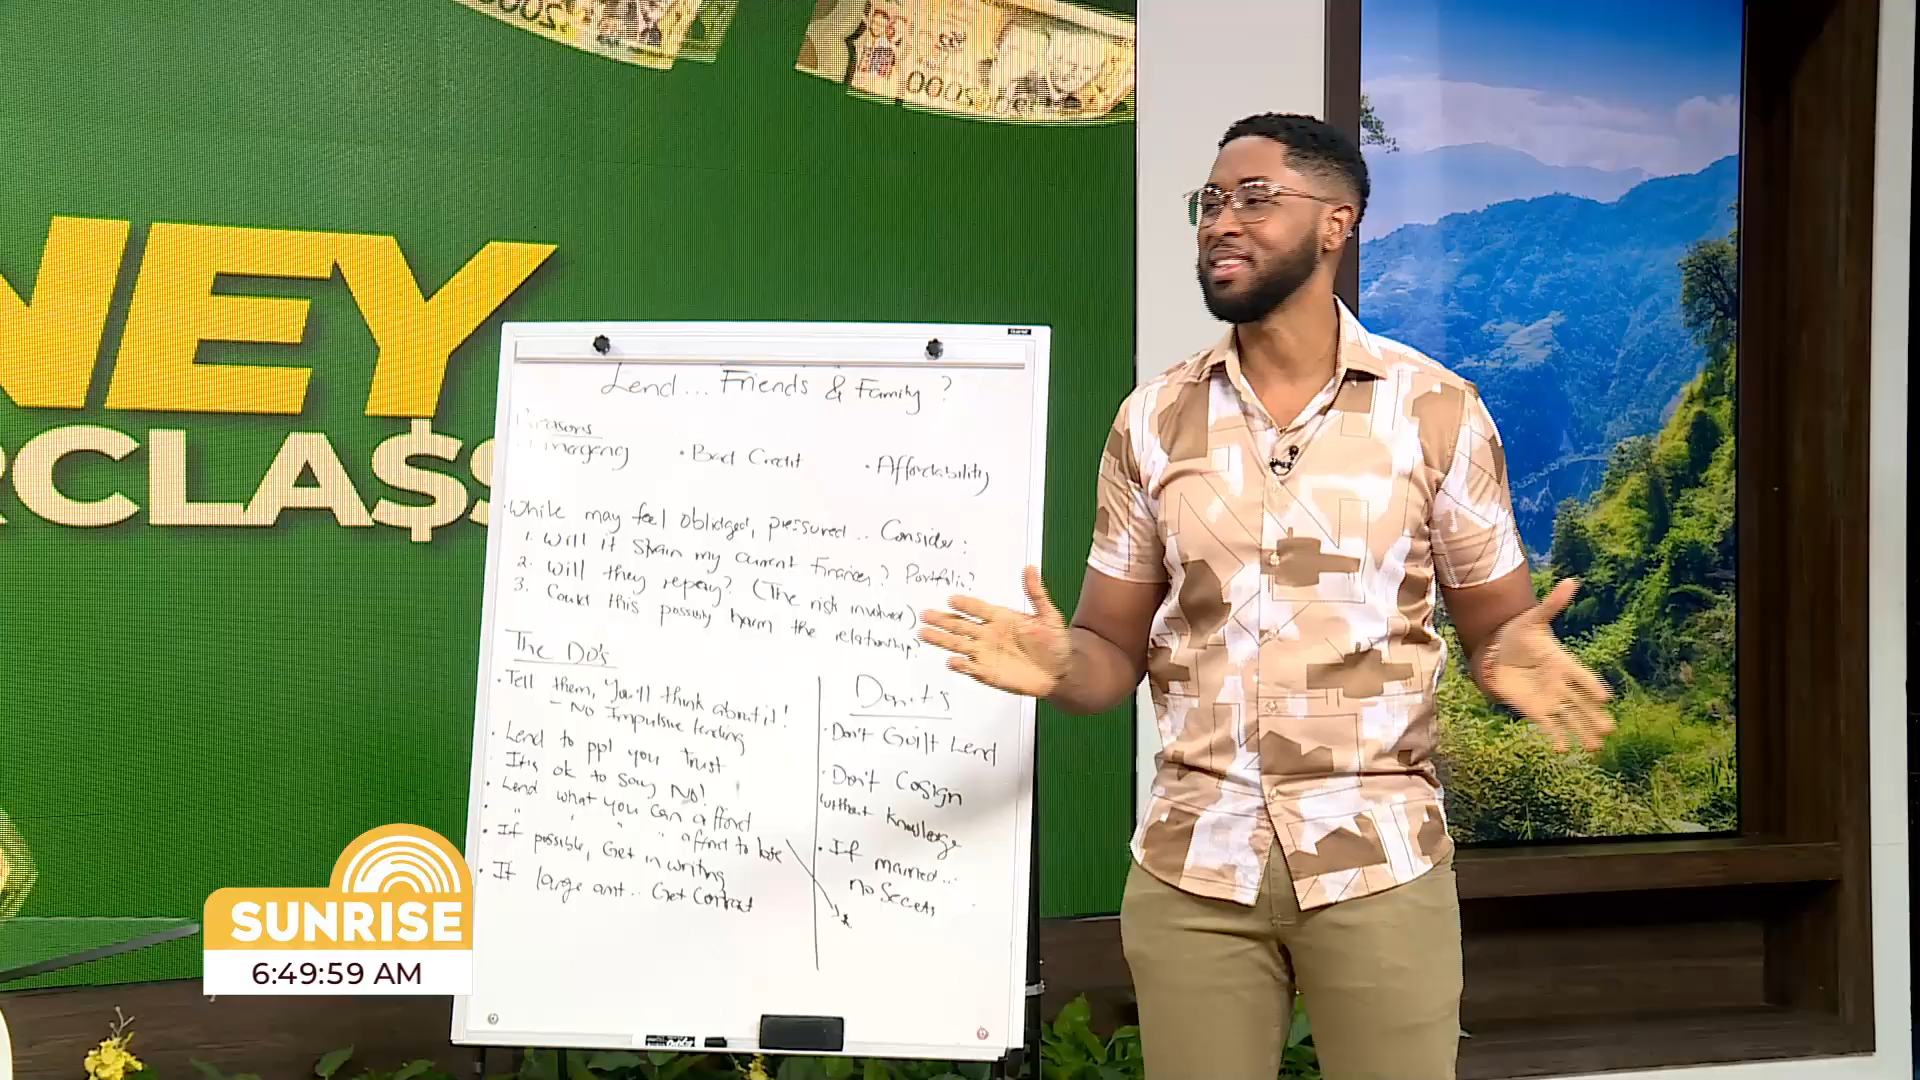 NEY
RCLA$$
2000
2000
Lend... Friends & Family?
Reasons
Emergency • Bad Credit • Affordability
• While may feel oblidged, pressured... Consider:
1. Will it strain my current finances? Portfolio?
2. Will they repay? (The risk involved)
3. Could this possibly harm the relationship?
The Do's
• Tell them, You'll think about it!
- No Impulsive lending
• Lend to ppl you trust
• It's ok to say NO!
• Lend what you can afford
• " " " " afford to lose
• If possible, Get in writing
• If large amt... Get Contract
Don'ts
• Don't Guilt Lend
• Don't Cosign
without knowledge
• If married...
no Secrets
SUNRISE
6:49:59 AM